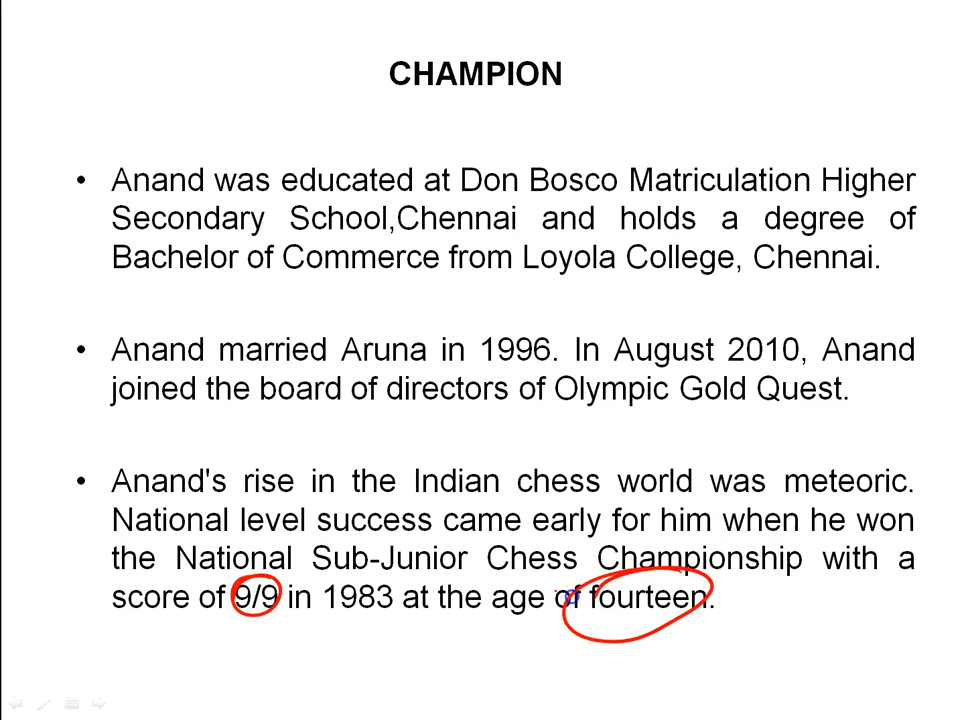 CHAMPION
• Anand was educated at Don Bosco Matriculation Higher
Secondary School,Chennai and holds a degree of
Bachelor of Commerce from Loyola College, Chennai.
• Anand married Aruna in 1996. In August 2010, Anand
joined the board of directors of Olympic Gold Quest.
• Anand's rise in the Indian chess world was meteoric.
National level success came early for him when he won
the National Sub-Junior Chess Championship with a
score of 9/9 in 1983 at the age of fourteen.